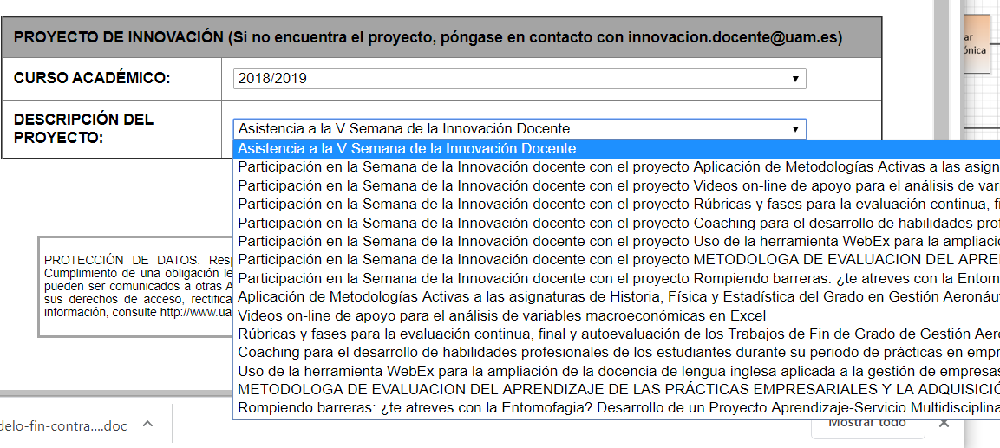 PROYECTO DE INNOVACIÓN (Si no encuentra el proyecto, póngase en contacto con innovacion.docente@uam.es)
CURSO ACADÉMICO:
2018/2019
DESCRIPCIÓN DEL
PROYECTO:
Asistencia a la V Semana de la Innovación Docente
Asistencia a la V Semana de la Innovación Docente
Participación en la Semana de la Innovación docente con el proyecto Aplicación de Metodologías Activas a las asign
Participación en la Semana de la Innovación docente con el proyecto Videos on-line de apoyo para el análisis de var
Participación en la Semana de la Innovación docente con el proyecto Rúbricas y fases para la evaluación continua, fi
Participación en la Semana de la Innovación docente con el proyecto Coaching para el desarrollo de habilidades prof
Participación en la Semana de la Innovación docente con el proyecto Uso de la herramienta WebEx para la ampliació
Participación en la Semana de la Innovación docente con el proyecto METODOLOGA DE EVALUACION DEL APRE
Participación en la Semana de la Innovación docente con el proyecto Rompiendo barreras: ¿te atreves con la Entom
Aplicación de Metodologías Activas a las asignaturas de Historia, Física y Estadística del Grado en Gestión Aeronáu
Videos on-line de apoyo para el análisis de variables macroeconómicas en Excel
Rúbricas y fases para la evaluación continua, final y autoevaluación de los Trabajos de Fin de Grado de Gestión Aero
Coaching para el desarrollo de habilidades profesionales de los estudiantes durante su periodo de prácticas en empr
Uso de la herramienta WebEx para la ampliación de la docencia de lengua inglesa aplicada a la gestión de empresas
METODOLOGA DE EVALUACION DEL APRENDIZAJE DE LAS PRÁCTICAS EMPRESARIALES Y LA ADQUISICIÓ
Rompiendo barreras: ¿te atreves con la Entomofagia? Desarrollo de un Proyecto Aprendizaje-Servicio Multidisciplina
PROTECCIÓN DE DATOS. Resp
Cumplimiento de una obligación le
pueden ser comunicados a otras A
sus derechos de acceso, rectifica
información, consulte http://www.ua
delo-fin-contra....doc
Mostrar todo
ar
ónica